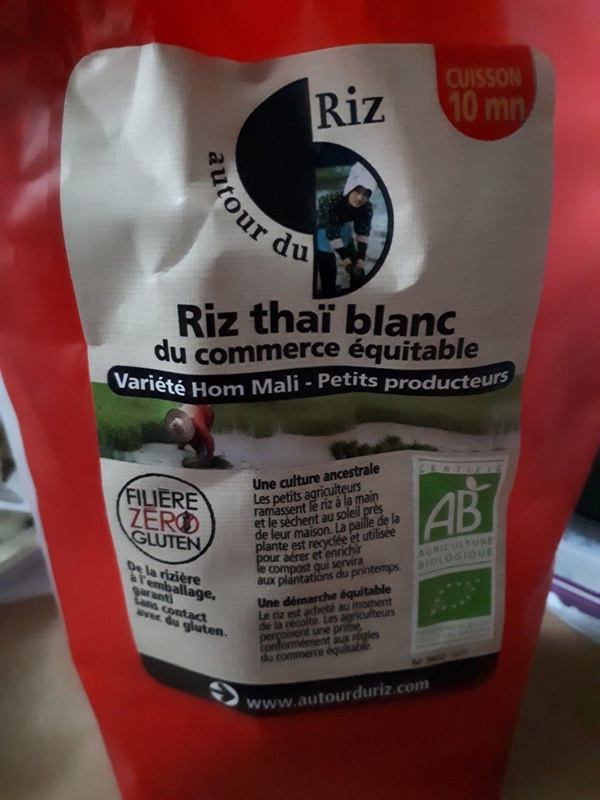 CUISSON
10 mn
autour du
Riz
Riz thaï blanc
du commerce équitable
Variété Hom Mali - Petits producteurs
FILIÈRE
ZÉRO
GLUTEN
De la rizière
à l'emballage,
garanti
sans contact
avec du gluten.
Une culture ancestrale
Les petits agriculteurs
ramassent le riz à la main
et le sèchent au soleil près
de leur maison. La paille de la
plante est recyclée et utilisée
pour aérer et enrichir
le compost qui servira
aux plantations du printemps.
Une démarche équitable
Le riz est acheté au moment
de la récolte. Les agriculteurs
perçoivent une prime,
conformément aux règles
du commerce équitable.
CERTIFIÉ
AB
AGRICULTURE
BIOLOGIQUE
www.autourduriz.com